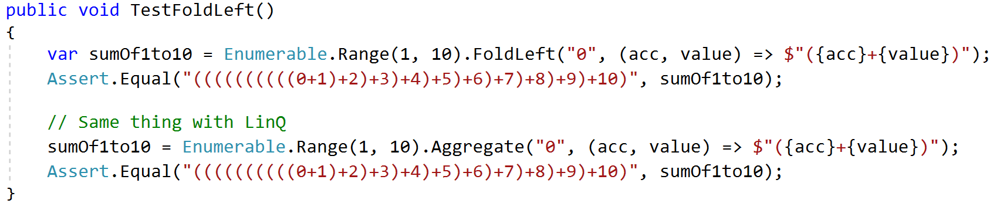 public void TestFoldLeft()
{
    var sumOf1to10 = Enumerable.Range(1, 10).FoldLeft("0", (acc, value) => $"({acc}+{value})");
    Assert.Equal("((((((((((0+1)+2)+3)+4)+5)+6)+7)+8)+9)+10)", sumOf1to10);

    // Same thing with LinQ
    sumOf1to10 = Enumerable.Range(1, 10).Aggregate("0", (acc, value) => $"({acc}+{value})");
    Assert.Equal("((((((((((0+1)+2)+3)+4)+5)+6)+7)+8)+9)+10)", sumOf1to10);
}